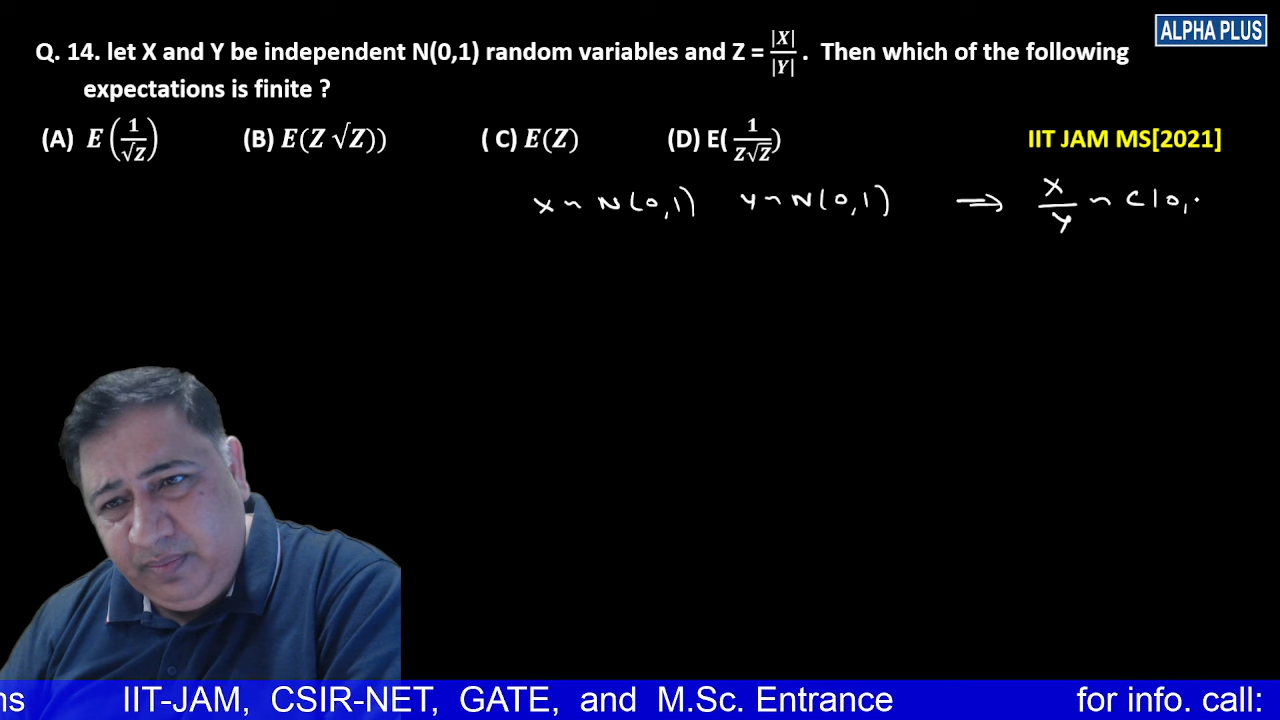 ALPHA PLUS
Q. 14. let X and Y be independent N(0,1) random variables and Z = |X|/|Y| . Then which of the following
expectations is finite ?
(A) E(1/√Z) (B) E(Z √Z)) ( C) E(Z) (D) E(1/Z√Z) IIT JAM MS[2021]
X ~ N(0,1) Y ~ N(0,1) ⟹ X/Y ~ C(0,
ns IIT-JAM, CSIR-NET, GATE, and M.Sc. Entrance for info. call: